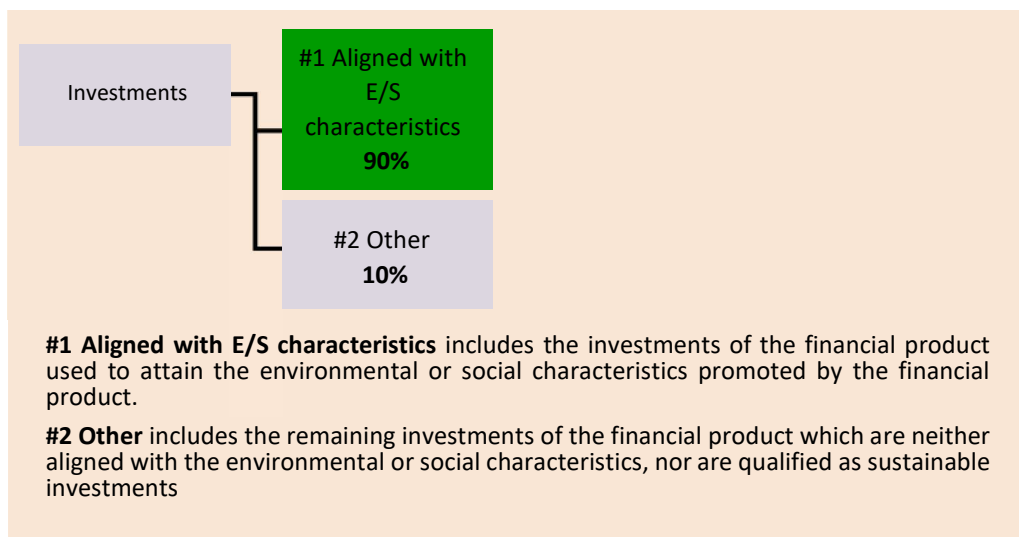 Investments
#1 Aligned with
E/S
characteristics
90%
#2 Other
10%
#1 Aligned with E/S characteristics includes the investments of the financial product
used to attain the environmental or social characteristics promoted by the financial
product.
#2 Other includes the remaining investments of the financial product which are neither
aligned with the environmental or social characteristics, nor are qualified as sustainable
investments